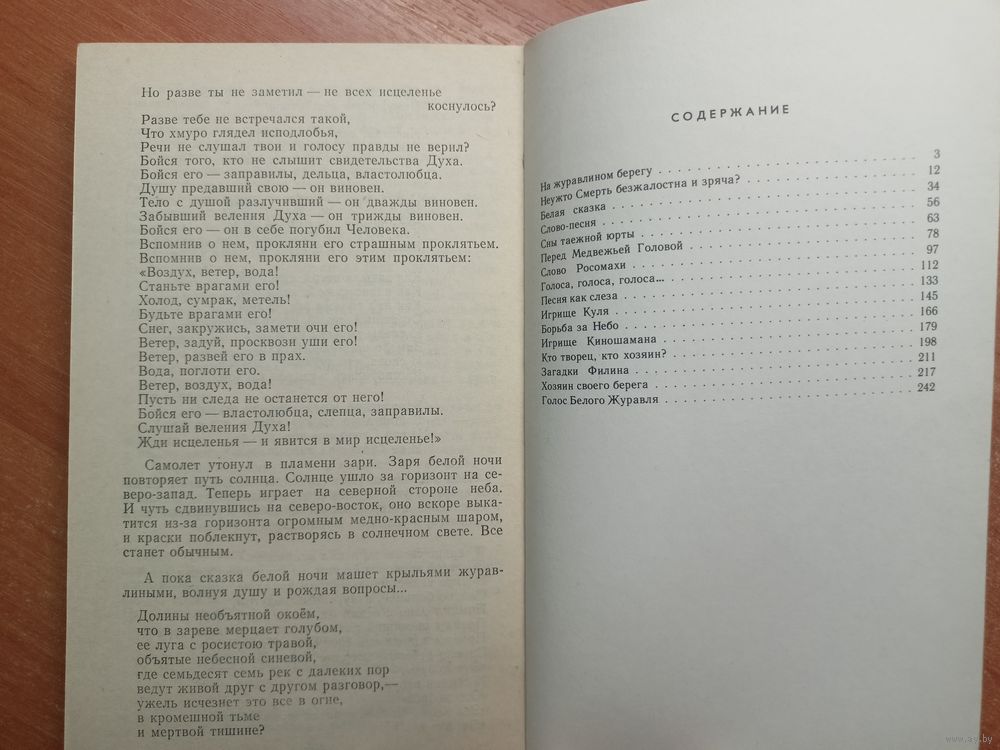 Но разве ты не заметил — не всех исцеленье
коснулось?
Разве тебе не встречался такой,
Что хмуро глядел исподлобья,
Речи не слушал твои и голосу правды не верил?
Бойся того, кто не слышит свидетельства Духа.
Бойся его — заправилы, дельца, властолюбца.
Душу предавший свою — он виновен.
Тело с душой разлучивший — он дважды виновен.
Забывший веления Духа — он трижды виновен.
Бойся его — он в себе погубил Человека.
Вспомнив о нем, прокляни его страшным проклятьем.
Вспомнив о нем, прокляни его этим проклятьем:
«Воздух, ветер, вода!
Станьте врагами его!
Холод, сумрак, метель!
Будьте врагами его!
Снег, закружись, замети очи его!
Ветер, задуй, просквози уши его!
Ветер, развей его в прах.
Вода, поглоти его.
Ветер, воздух, вода!
Пусть ни следа не останется от него!
Бойся его — властолюбца, слепца, заправилы.
Слушай веления Духа!
Жди исцеленья — и явится в мир исцеленье!»
Самолет утонул в пламени зари. Заря белой ночи
повторяет путь солнца. Солнце ушло за горизонт на се-
веро-запад. Теперь играет на северной стороне неба.
И чуть сдвинувшись на северо-восток, оно вскоре выка-
тится из-за горизонта огромным медно-красным шаром,
и краски поблекнут, растворясь в солнечном свете. Все
станет обычным.
А пока сказка белой ночи машет крыльями журав-
лиными, волнуя душу и рождая вопросы...
Долины необъятной окоём,
что в зареве мерцает голубом,
ее луга с росистою травой,
объятые небесной синевой,
где семьдесят семь рек с далеких пор
ведут живой друг с другом разговор,—
ужель исчезнет это все в огне,
в кромешной тьме
и мертвой тишине?
СОДЕРЖАНИЕ
На журавлином берегу . . . . . . . . . . 3
Неужто Смерть безжалостна и зряча? . . . . . . . . . . 12
Белая сказка . . . . . . . . . . 34
Слово-песня . . . . . . . . . . 56
Сны таежной юрты . . . . . . . . . . 63
Перед Медвежьей Головой . . . . . . . . . . 78
Слово Росомахи . . . . . . . . . . 97
Голоса, голоса, голоса... . . . . . . . . . . 112
Песня как слеза . . . . . . . . . . 133
Игрище Куля . . . . . . . . . . 145
Борьба за Небо . . . . . . . . . . 166
Игрище Киношамана . . . . . . . . . . 179
Кто творец, кто хозяин? . . . . . . . . . . 198
Загадки Филина . . . . . . . . . . 211
Хозяин своего берега . . . . . . . . . . 217
Голос Белого Журавля . . . . . . . . . . 242
www.ay.by